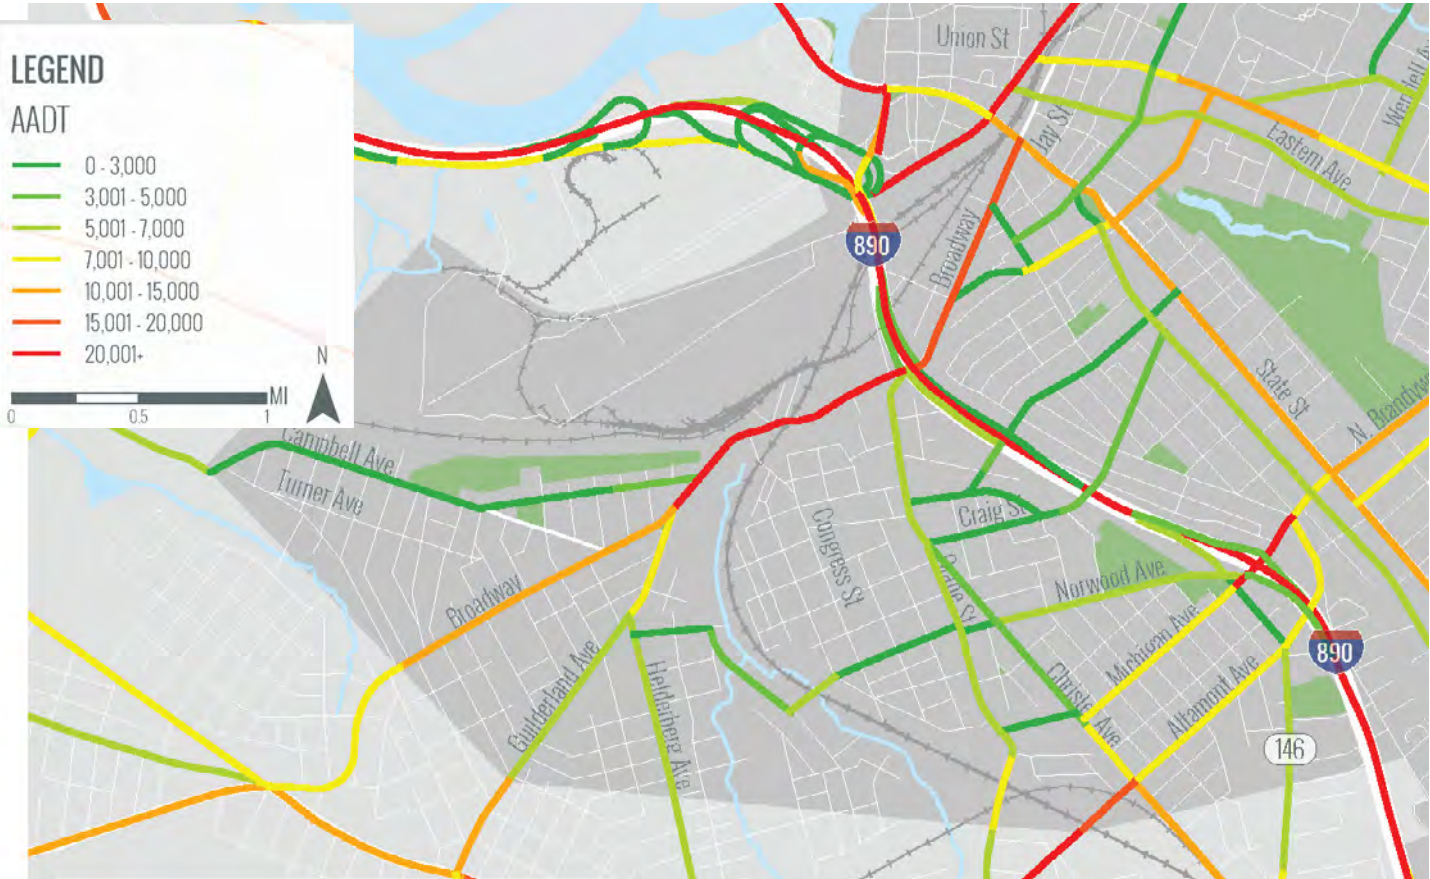 LEGEND
AADT
0 - 3,000
3,001 - 5,000
5,001 - 7,000
7,001 - 10,000
10,001 - 15,000
15,001 - 20,000
20,001+
N
MI
0 0.5 1
Union St
Jay St
Eastern Ave
890
Broadway
State St
Campbell Ave
Turner Ave
Craig St
Congress St
Norwood Ave
Broadway
Michigan Ave
Altamont Ave
890
Guilderland Ave
Helderberg Ave
146